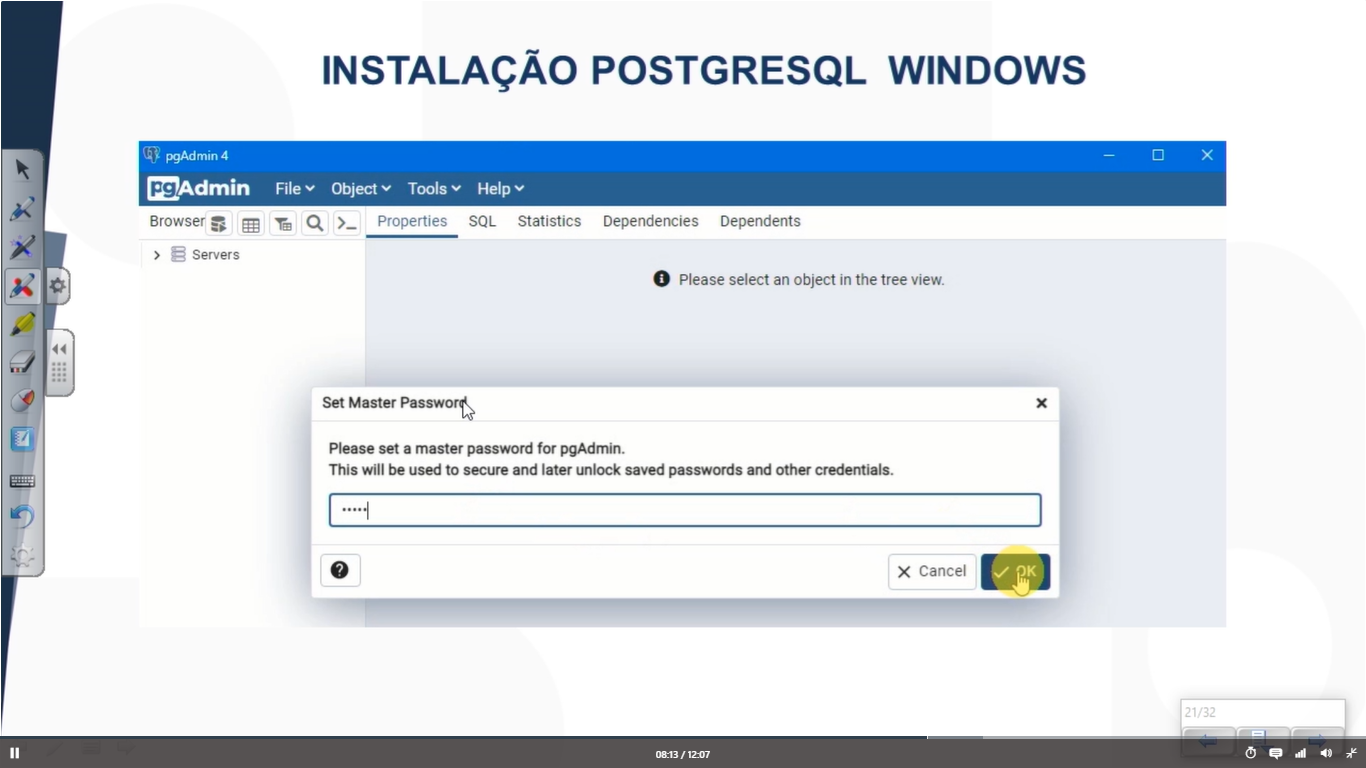 INSTALAÇÃO POSTGRESQL WINDOWS
pgAdmin 4
pgAdmin File Object Tools Help
Browser Properties SQL Statistics Dependencies Dependents
Servers
Please select an object in the tree view.
Set Master Password
Please set a master password for pgAdmin.
This will be used to secure and later unlock saved passwords and other credentials.
•••••
Cancel OK
21/32
08:13 / 12:07